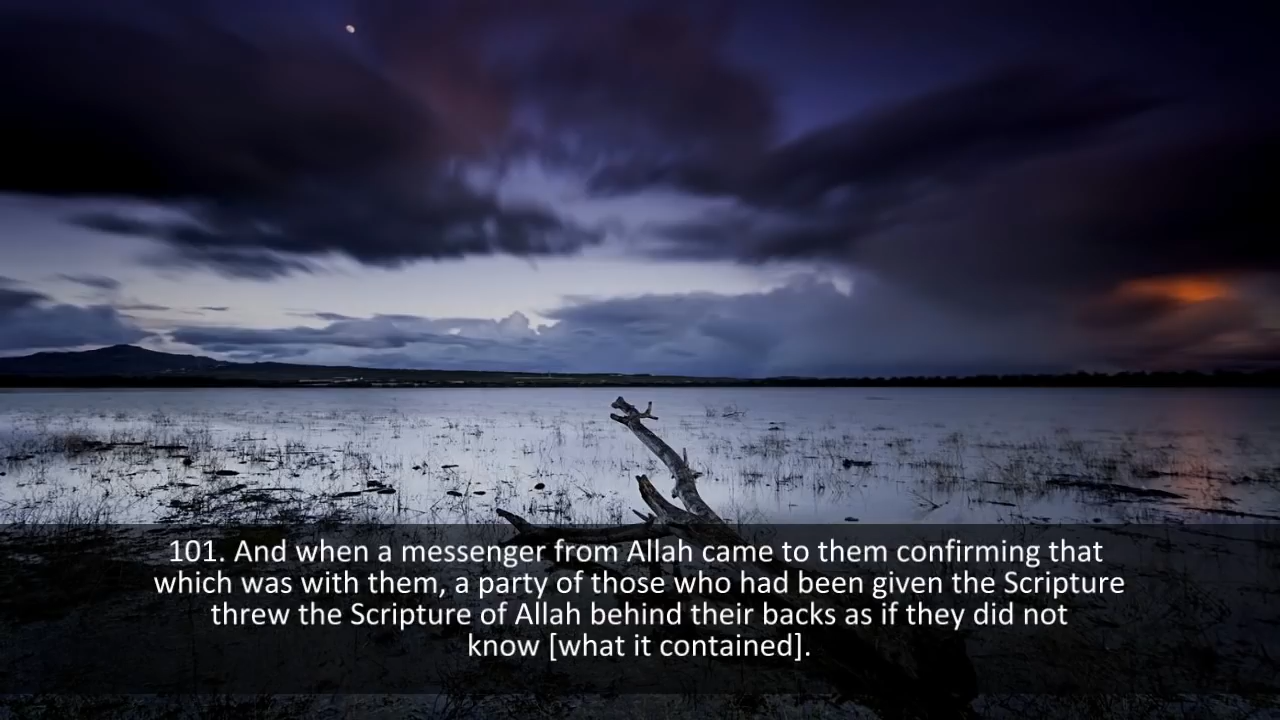 101. And when a messenger from Allah came to them confirming that
which was with them, a party of those who had been given the Scripture
threw the Scripture of Allah behind their backs as if they did not
know [what it contained].